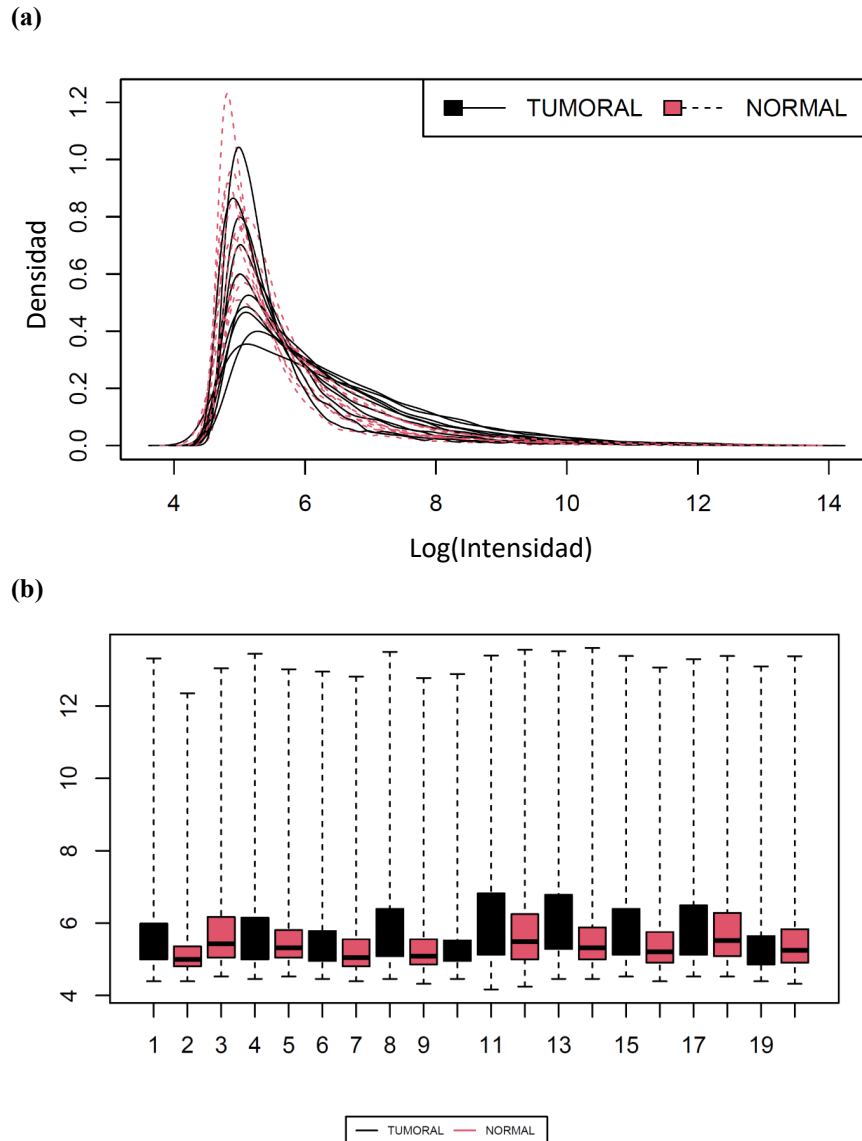 (a)
TUMORAL NORMAL
Densidad
0.0 0.2 0.4 0.6 0.8 1.0 1.2
4 6 8 10 12 14
Log(Intensidad)
(b)
4 6 8 10 12
1 2 3 4 5 6 7 8 9 11 13 15 17 19
TUMORAL NORMAL